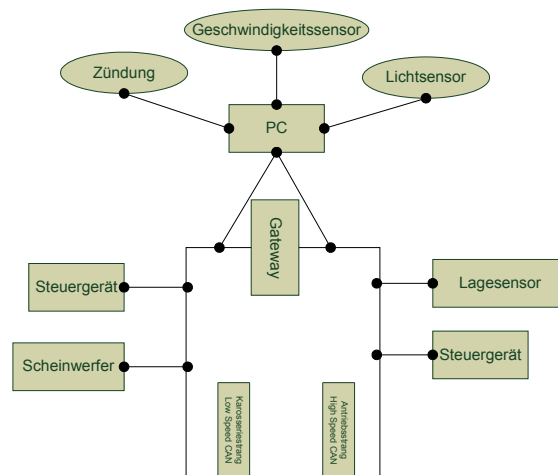 Geschwindigkeitssensor
Zündung
Lichtsensor
PC
Gateway
Steuergerät
Lagesensor
Scheinwerfer
Steuergerät
Karosseriestrang
Low Speed CAN
Antriebsstrang
High Speed CAN